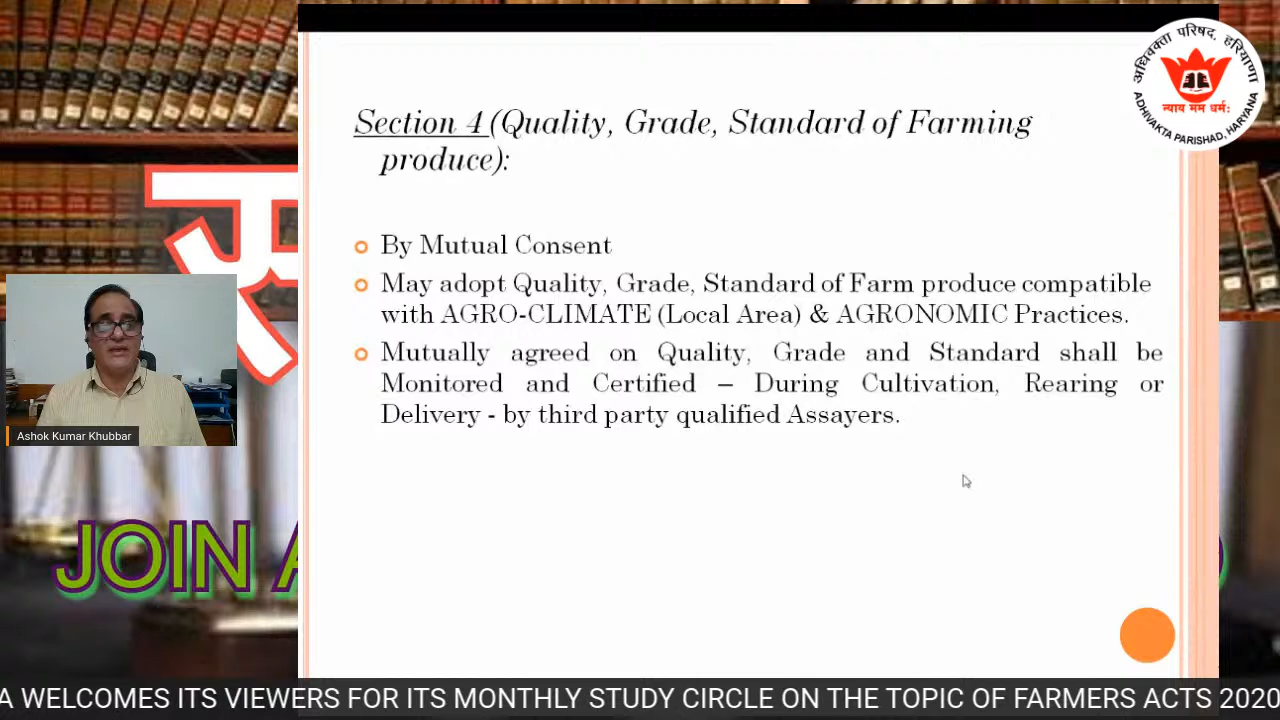 Section 4 (Quality, Grade, Standard of Farming
produce):
By Mutual Consent
May adopt Quality, Grade, Standard of Farm produce compatible
with AGRO-CLIMATE (Local Area) & AGRONOMIC Practices.
Mutually agreed on Quality, Grade and Standard shall be
Monitored and Certified – During Cultivation, Rearing or
Delivery - by third party qualified Assayers.
अधिवक्ता परिषद, हरियाणा
न्याय मम धर्मः
ADHIVAKTA PARISHAD, HARYANA
Ashok Kumar Khubbar
JOIN
A WELCOMES ITS VIEWERS FOR ITS MONTHLY STUDY CIRCLE ON THE TOPIC OF FARMERS ACTS 2020